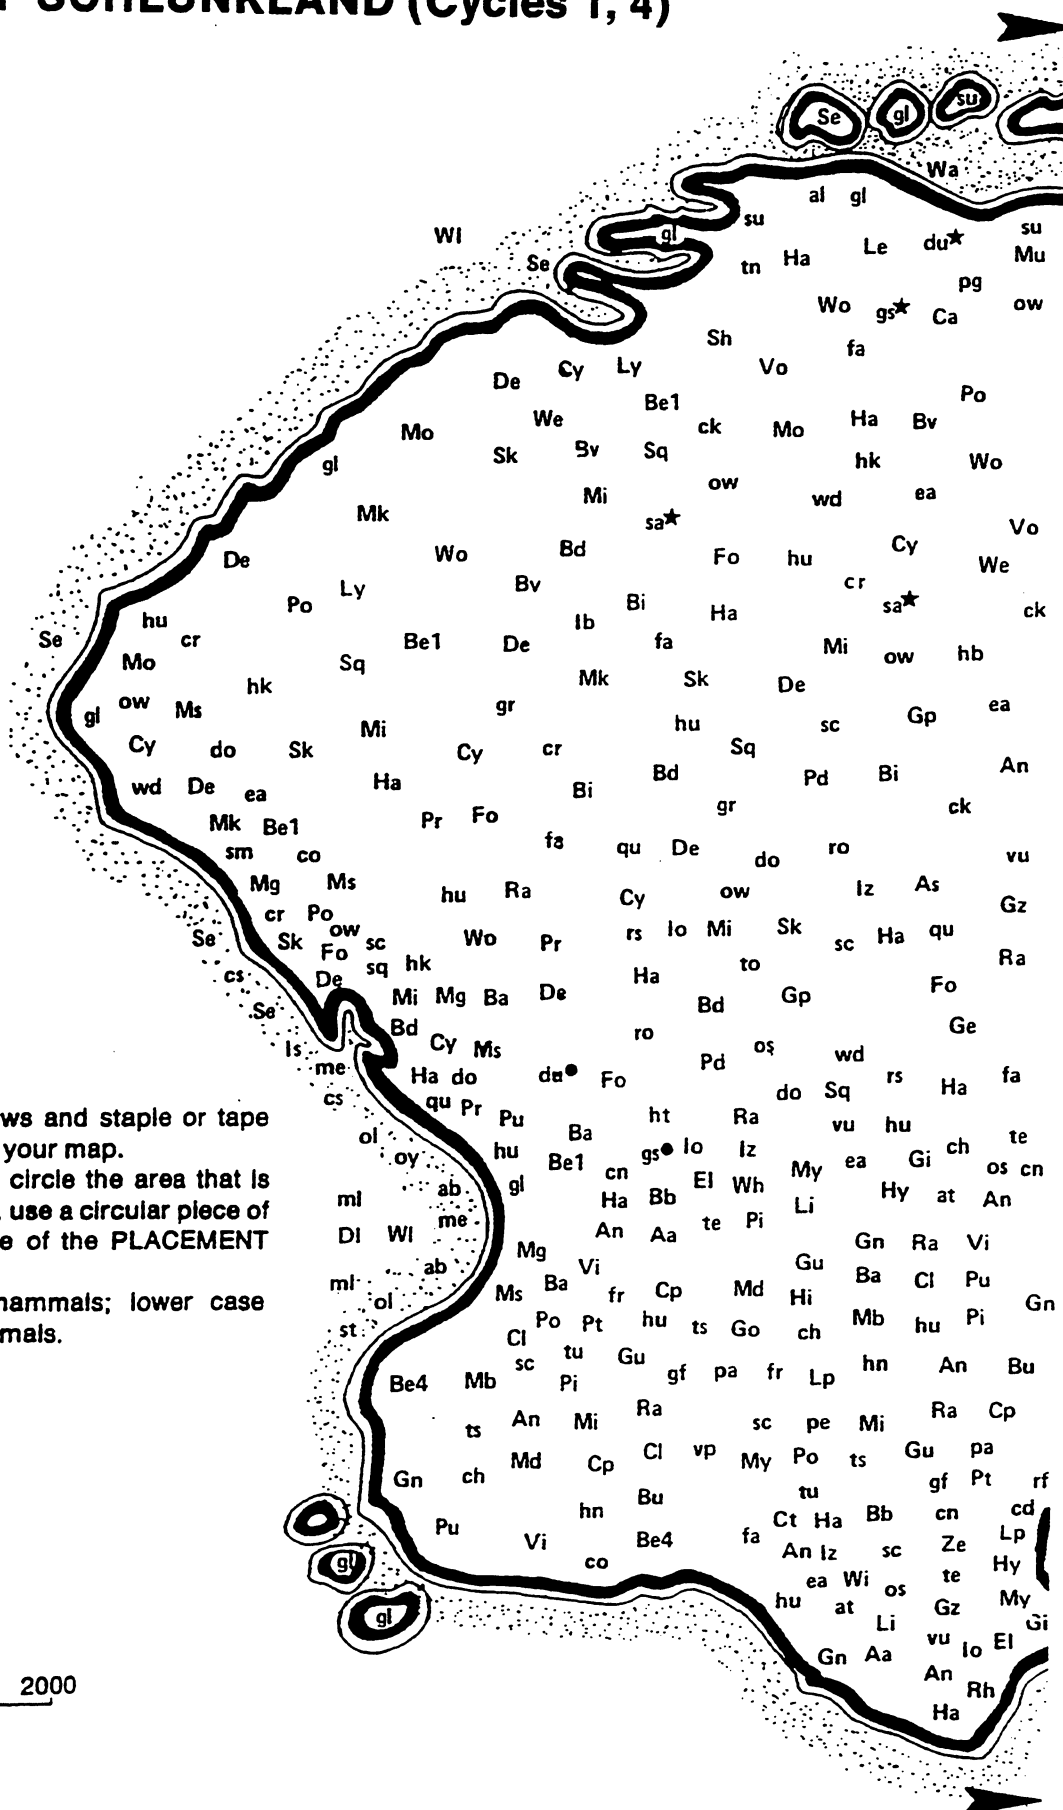 SCHLUNKLAND (Cycles 1, 4)
Se gl su
Wa
al gl
su
su
Wl gl Le du★
Se tn Ha Mu
pg
Wo gs★ Ca ow
Sh fa
De Cy Ly Vo
Be1 Po
Mo We ck Mo Ha Bv
gl Sk Bv Sq hk Wo
Mi ow wd ea
Mk sa★
Vo
De Wo Bd Fo hu Cy We
Ly Bv cr
Po Bi sa★ ck
hu Ib Ha
Se cr Be1 De fa Mi ow hb
Mo Sq
hk Mk Sk De
gl ow Ms gr hu sc Gp ea
Mi
Cy do Sk Cy cr Sq
wd De ea Ha Bi Bd Pd Bi An
gr ck
Mk Be1 Pr Fo
sm co fa qu De do ro vu
Mg Ms hu Ra Cy ow Iz As
Gz
cr Po
Se Sk ow sc Wo Pr rs Io Mi Sk sc Ha qu
Fo sq hk to Ra
cs De Ha
Mi Mg Ba De Bd Gp Fo
Se Bd ro Ge
Is Cy Ms os wd
me Ha do du● Fo Pd rs fa
cs qu Pr do Sq Ha
Pu ht Ra vu hu
ws and staple or tape
your map.
circle the area that is
use a circular piece of
e of the PLACEMENT
nammals; lower case
mals.
ol hu Ba gs● Io Iz ch te
oy Be1 cn My ea Gi os cn
ml ab gl Ha Bb El Wh Li Hy at An
Dl Wl me An Aa te Pi
Mg Gn Ra Vi
ab Vi Gu
ml Ms Ba fr Cp Md Hi Ba Cl Pu
ol Gn
st Cl Po Pt hu ts Go ch Mb hu Pi
sc tu Gu
Be4 Mb Pi gf pa fr Lp hn An Bu
ts An Mi Ra sc pe Mi Ra Cp
Md Cp Cl vp My Po ts Gu pa
Gn ch gf Pt rf
hn Bu tu
Pu Ct Ha Bb cn cd
Vi Be4 fa Lp
gl co An Iz sc Ze Hy
ea Wi os te
gl hu at Gz My
Li Gi
Gn Aa vu Io El
An
2000 Rh
Ha